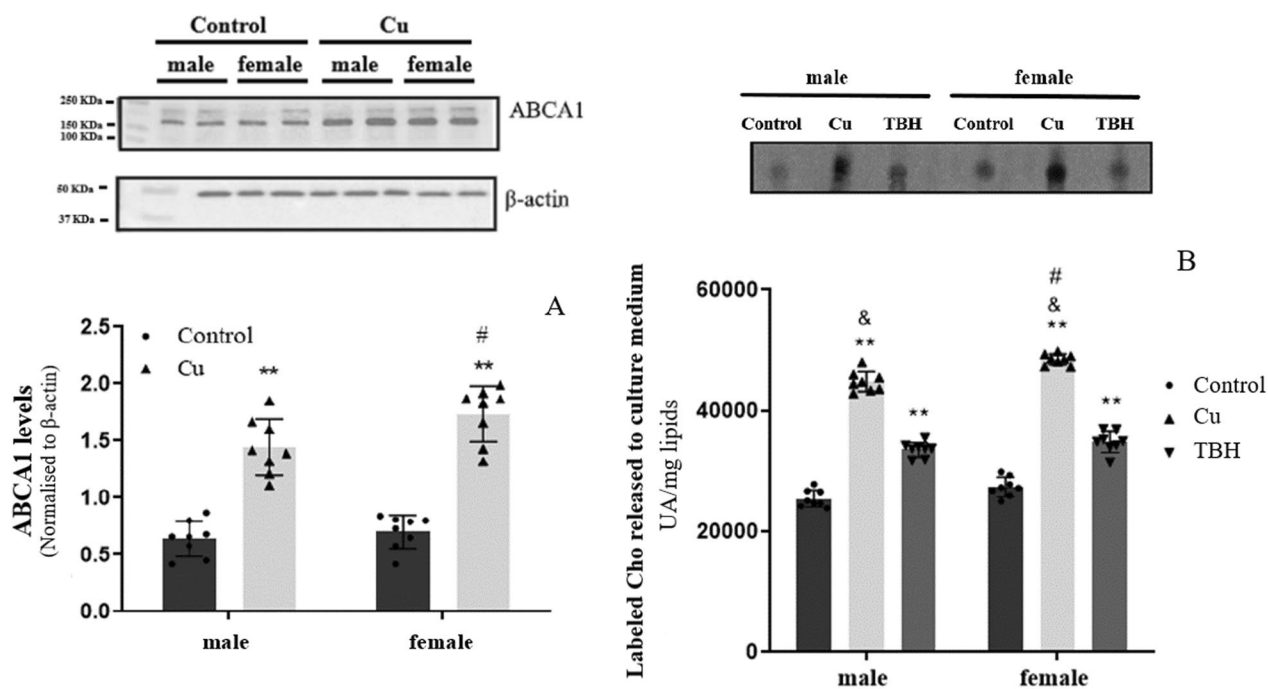 Control Cu
male female male female
250 KDa
150 KDa
100 KDa
ABCA1
50 KDa
37 KDa
β-actin
A
ABCA1 levels
(Normalised to β-actin)
2.5
2.0
1.5
1.0
0.5
0.0
Control
Cu
**
#
**
male female
male female
Control Cu TBH Control Cu TBH
B
Labeled Cho released to culture medium
UA/mg lipids
60000
40000
20000
0
&
**
**
#
&
**
**
Control
Cu
TBH
male female